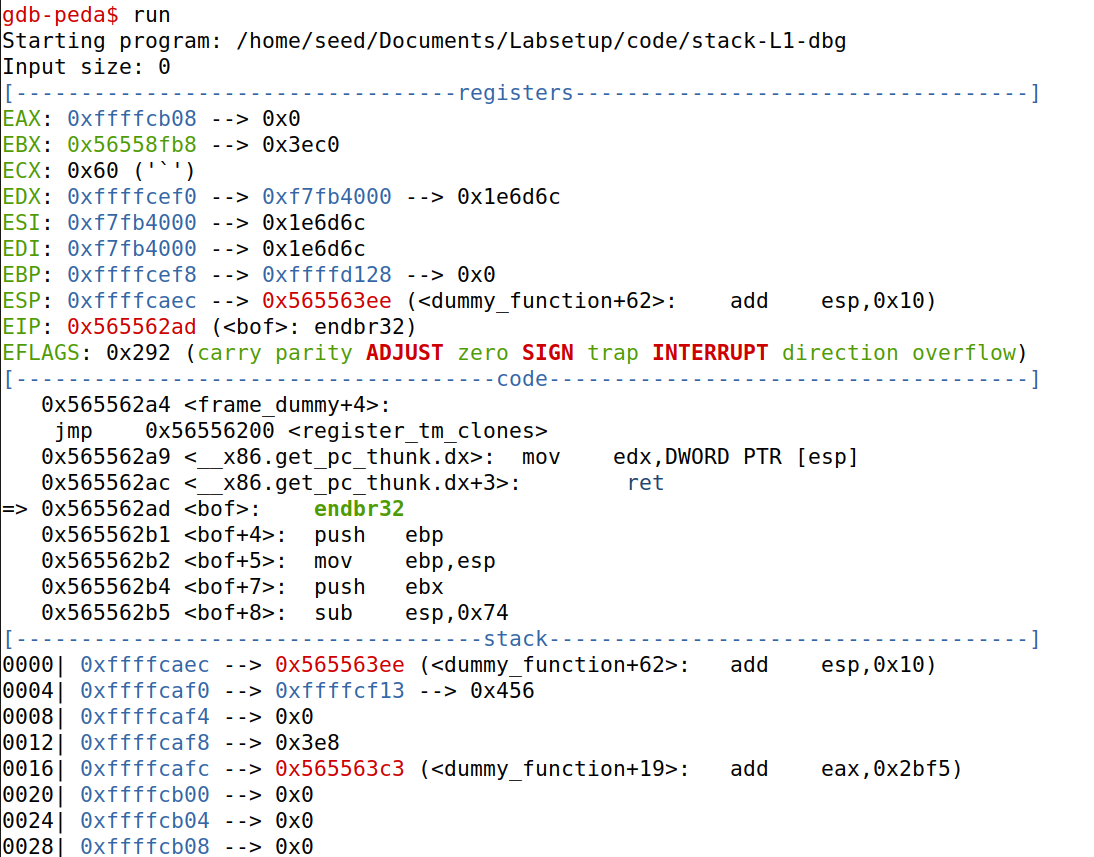 gdb-peda$ run
Starting program: /home/seed/Documents/Labsetup/code/stack-L1-dbg
Input size: 0
[----------------------------------registers-----------------------------------]
EAX: 0xffffcb08 --> 0x0
EBX: 0x56558fb8 --> 0x3ec0
ECX: 0x60 ('`')
EDX: 0xffffcef0 --> 0xf7fb4000 --> 0x1e6d6c
ESI: 0xf7fb4000 --> 0x1e6d6c
EDI: 0xf7fb4000 --> 0x1e6d6c
EBP: 0xffffcef8 --> 0xffffd128 --> 0x0
ESP: 0xffffcaec --> 0x565563ee (<dummy_function+62>:    add    esp,0x10)
EIP: 0x565562ad (<bof>: endbr32)
EFLAGS: 0x292 (carry parity ADJUST zero SIGN trap INTERRUPT direction overflow)
[-------------------------------------code-------------------------------------]
   0x565562a4 <frame_dummy+4>:
    jmp    0x56556200 <register_tm_clones>
   0x565562a9 <__x86.get_pc_thunk.dx>:  mov    edx,DWORD PTR [esp]
   0x565562ac <__x86.get_pc_thunk.dx+3>:        ret
=> 0x565562ad <bof>:    endbr32
   0x565562b1 <bof+4>:  push   ebp
   0x565562b2 <bof+5>:  mov    ebp,esp
   0x565562b4 <bof+7>:  push   ebx
   0x565562b5 <bof+8>:  sub    esp,0x74
[------------------------------------stack-------------------------------------]
0000| 0xffffcaec --> 0x565563ee (<dummy_function+62>:   add    esp,0x10)
0004| 0xffffcaf0 --> 0xffffcf13 --> 0x456
0008| 0xffffcaf4 --> 0x0
0012| 0xffffcaf8 --> 0x3e8
0016| 0xffffcafc --> 0x565563c3 (<dummy_function+19>:   add    eax,0x2bf5)
0020| 0xffffcb00 --> 0x0
0024| 0xffffcb04 --> 0x0
0028| 0xffffcb08 --> 0x0